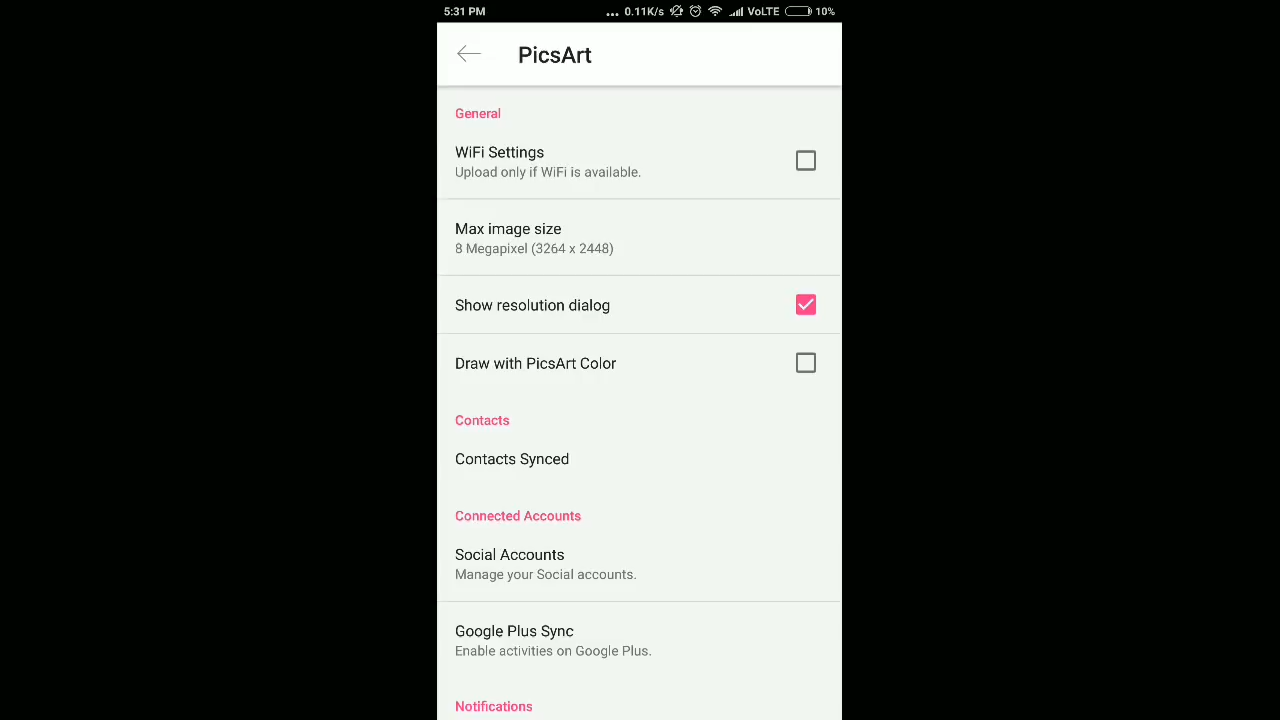 5:31 PM ... 0.11K/s VoLTE 10%
PicsArt
General
WiFi Settings
Upload only if WiFi is available.
Max image size
8 Megapixel (3264 x 2448)
Show resolution dialog
Draw with PicsArt Color
Contacts
Contacts Synced
Connected Accounts
Social Accounts
Manage your Social accounts.
Google Plus Sync
Enable activities on Google Plus.
Notifications